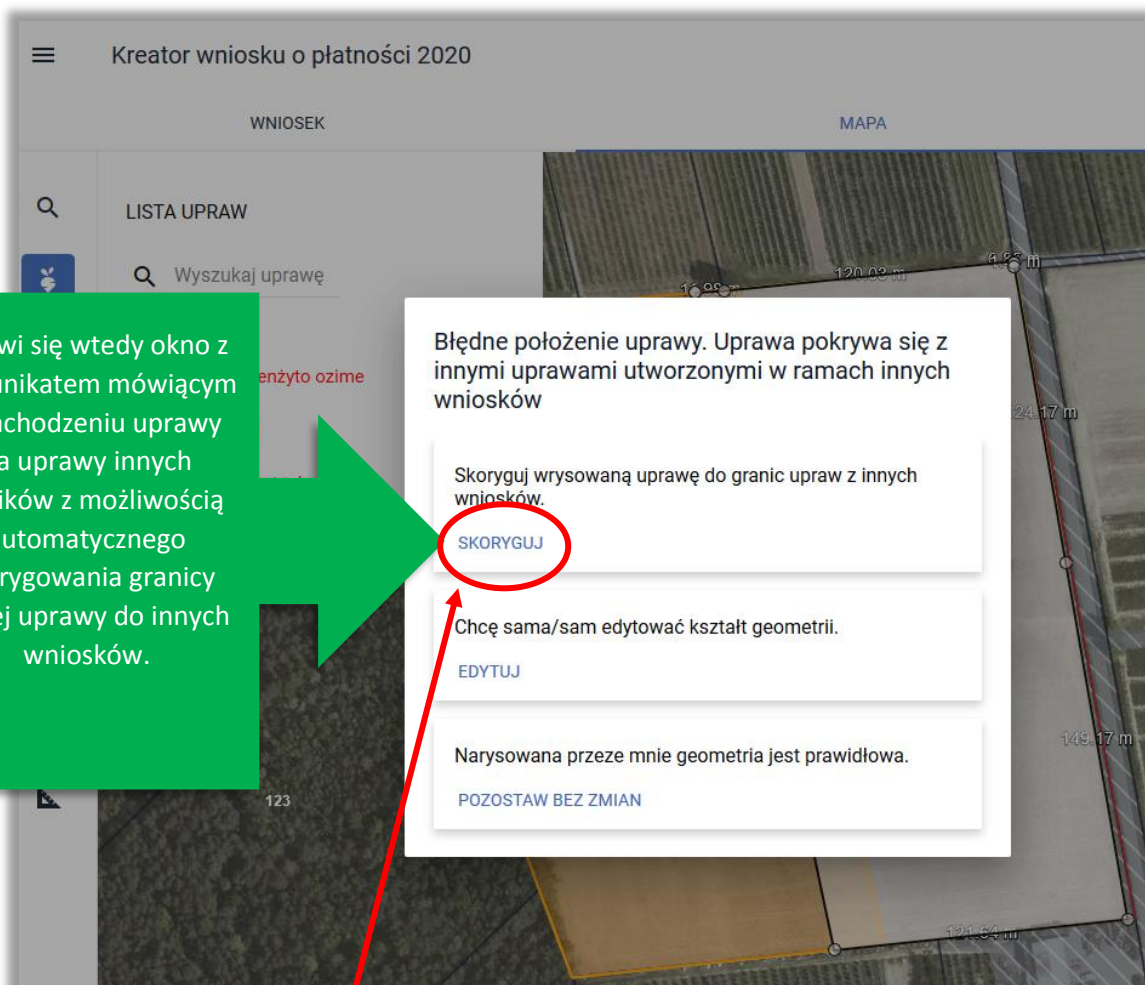 Kreator wniosku o płatności 2020
WNIOSEK
MAPA
LISTA UPRAW
Wyszukaj uprawę
wi się wtedy okno z
unikatem mówiącym
achodzeniu uprawy
a uprawy innych
ików z możliwością
utomatycznego
rygowania granicy
ej uprawy do innych
wniosków.
enżyto ozime
Błędne położenie uprawy. Uprawa pokrywa się z
innymi uprawami utworzonymi w ramach innych
wniosków
Skoryguj wrysowaną uprawę do granic upraw z innych
wniosków.
SKORYGUJ
Chcę sama/sam edytować kształt geometrii.
EDYTUJ
Narysowana przeze mnie geometria jest prawidłowa.
POZOSTAW BEZ ZMIAN
120.03 m
24.17 m
149.17 m
123
121.64 m